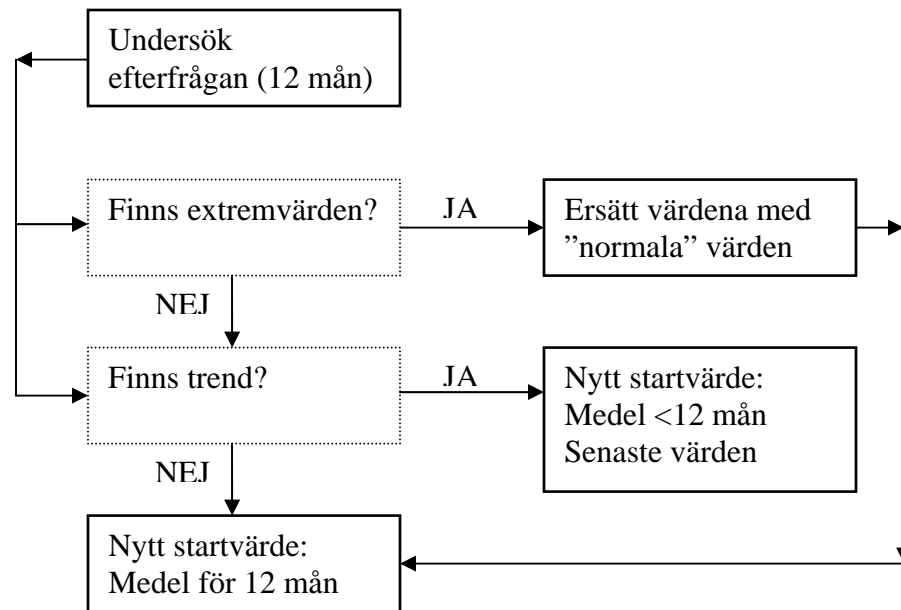 Undersök
efterfrågan (12 mån)
Finns extremvärden?
JA
Ersätt värdena med
”normala” värden
NEJ
Finns trend?
JA
Nytt startvärde:
Medel <12 mån
Senaste värden
NEJ
Nytt startvärde:
Medel för 12 mån